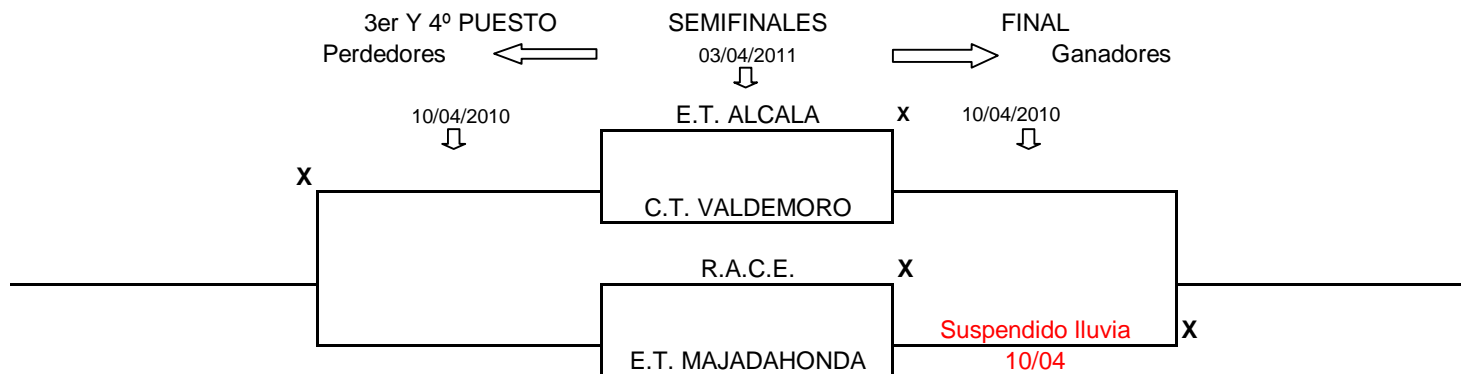 3er Y 4º PUESTO SEMIFINALES FINAL
Perdedores 03/04/2011 Ganadores
10/04/2010 E.T. ALCALA X 10/04/2010
X
C.T. VALDEMORO
R.A.C.E. X
Suspendido lluvia X
E.T. MAJADAHONDA 10/04